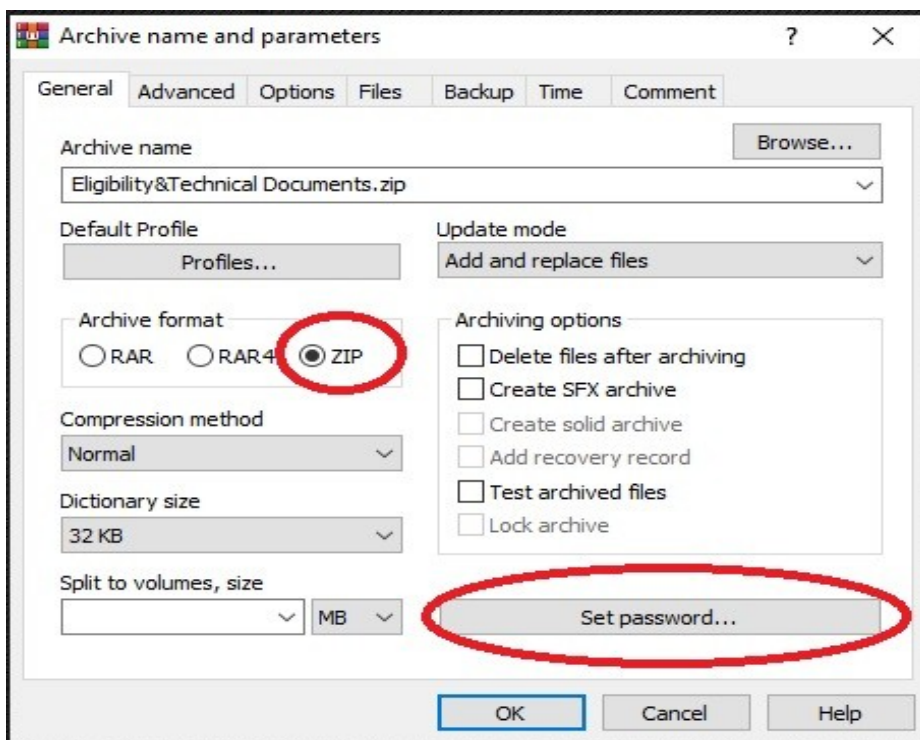 Archive name and parameters ?
General Advanced Options Files Backup Time Comment
Archive name
Browse...
Eligibility&Technical Documents.zip
Default Profile
Profiles...
Update mode
Add and replace files
Archive format
RAR RAR4 ZIP
Compression method
Normal
Dictionary size
32 KB
Split to volumes, size
MB
Archiving options
Delete files after archiving
Create SFX archive
Create solid archive
Add recovery record
Test archived files
Lock archive
Set password...
OK Cancel Help